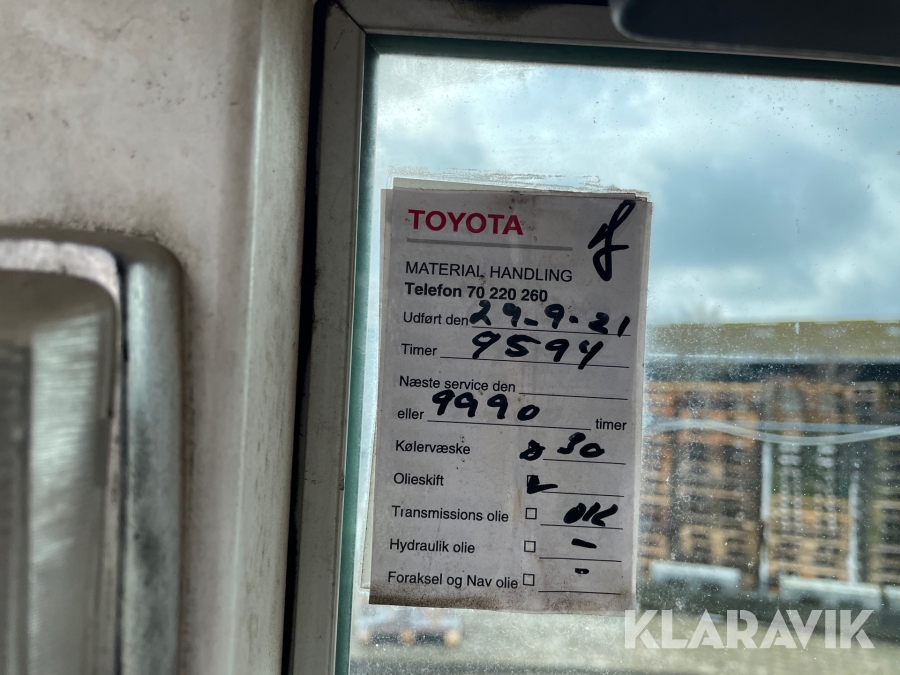 TOYOTA
MATERIAL HANDLING
Telefon 70 220 260
Udført den 29-9-21
Timer 9594
Næste service den
eller 9990 timer
Kølervæske 30
Olieskift
Transmissions olie OK
Hydraulik olie -
Foraksel og Nav olie -
KLARAVIK